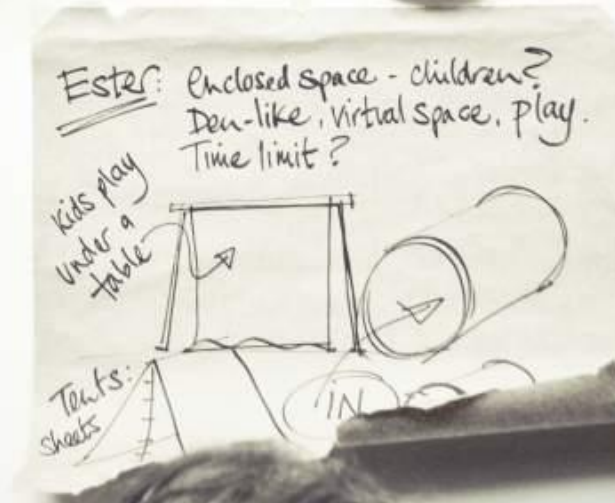 Ester: enclosed space - children?
Den-like, virtual space, play.
Time limit?
Kids play
under a
table
Tents:
sheets
IN